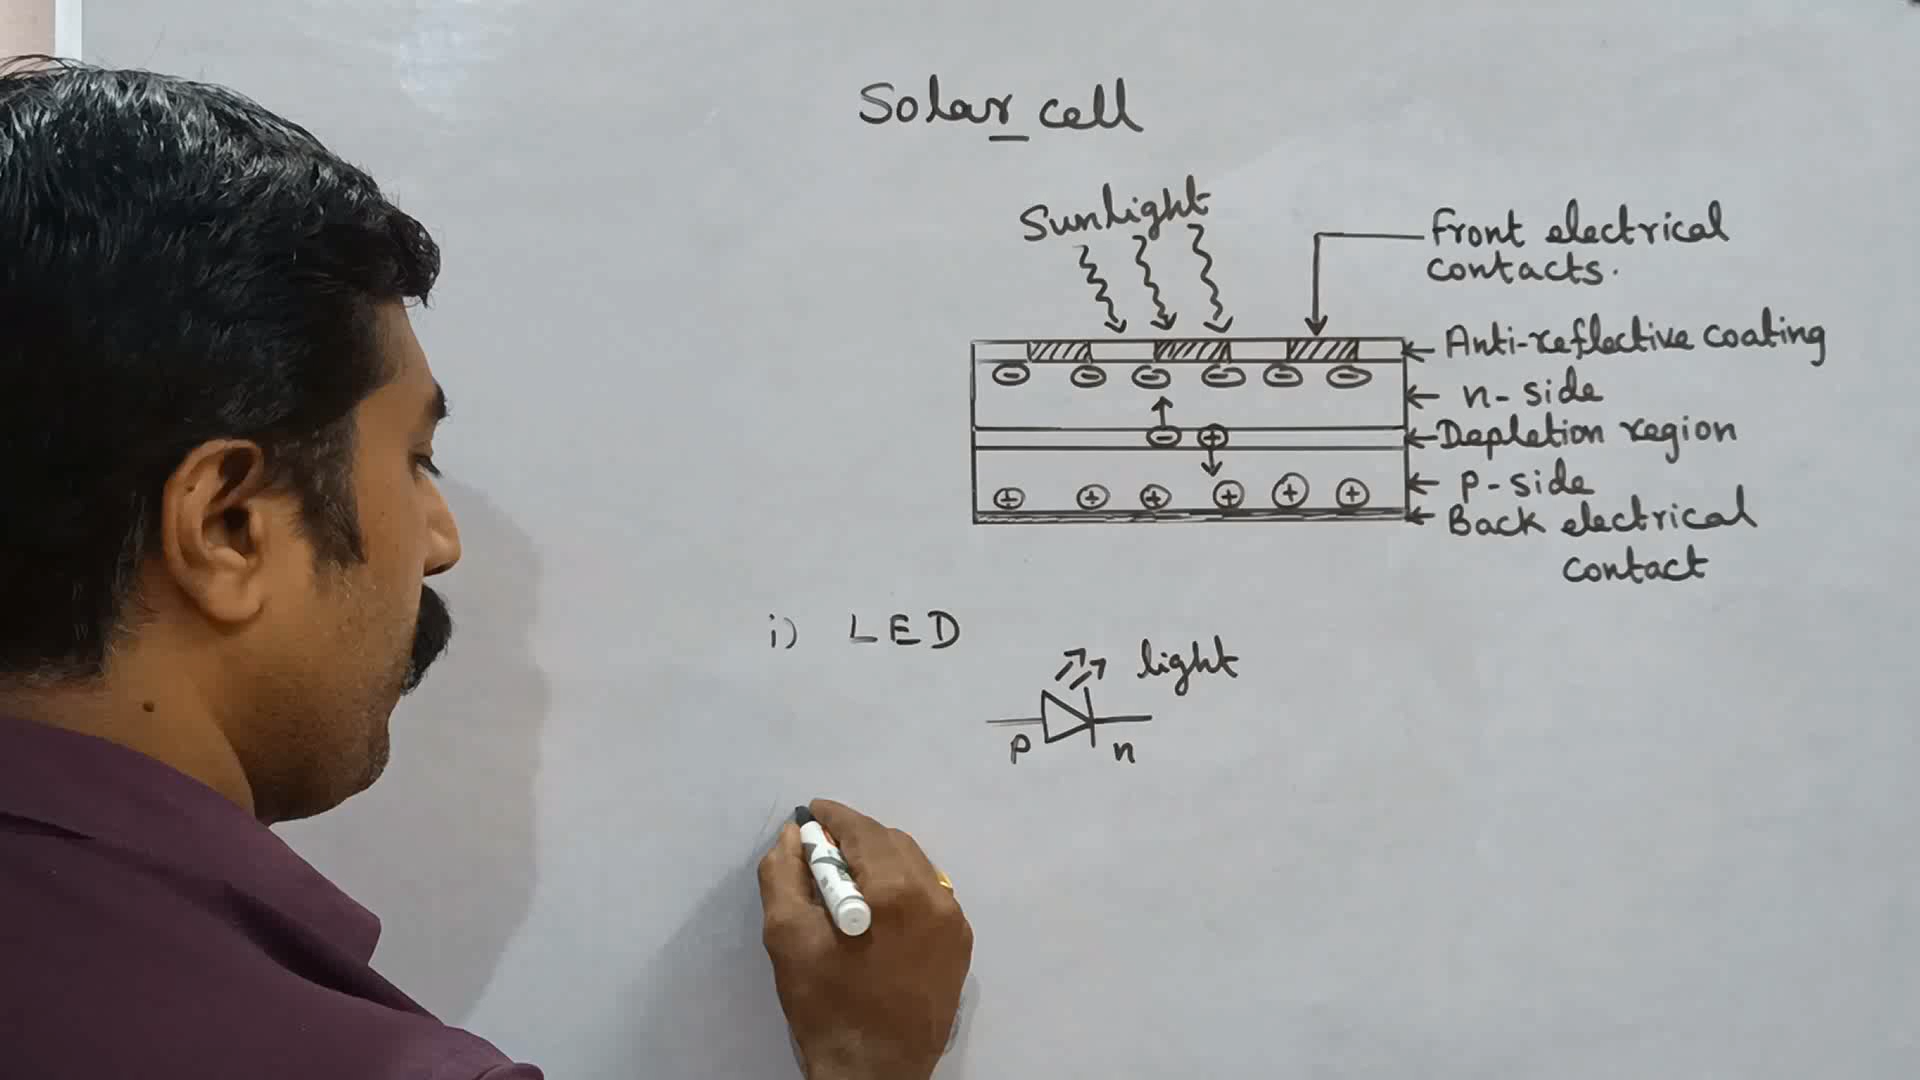 Solar cell
Sunlight
Front electrical
contacts.
Anti-reflective coating
n-side
Depletion region
p-side
Back electrical
contact
i) LED
light
p n